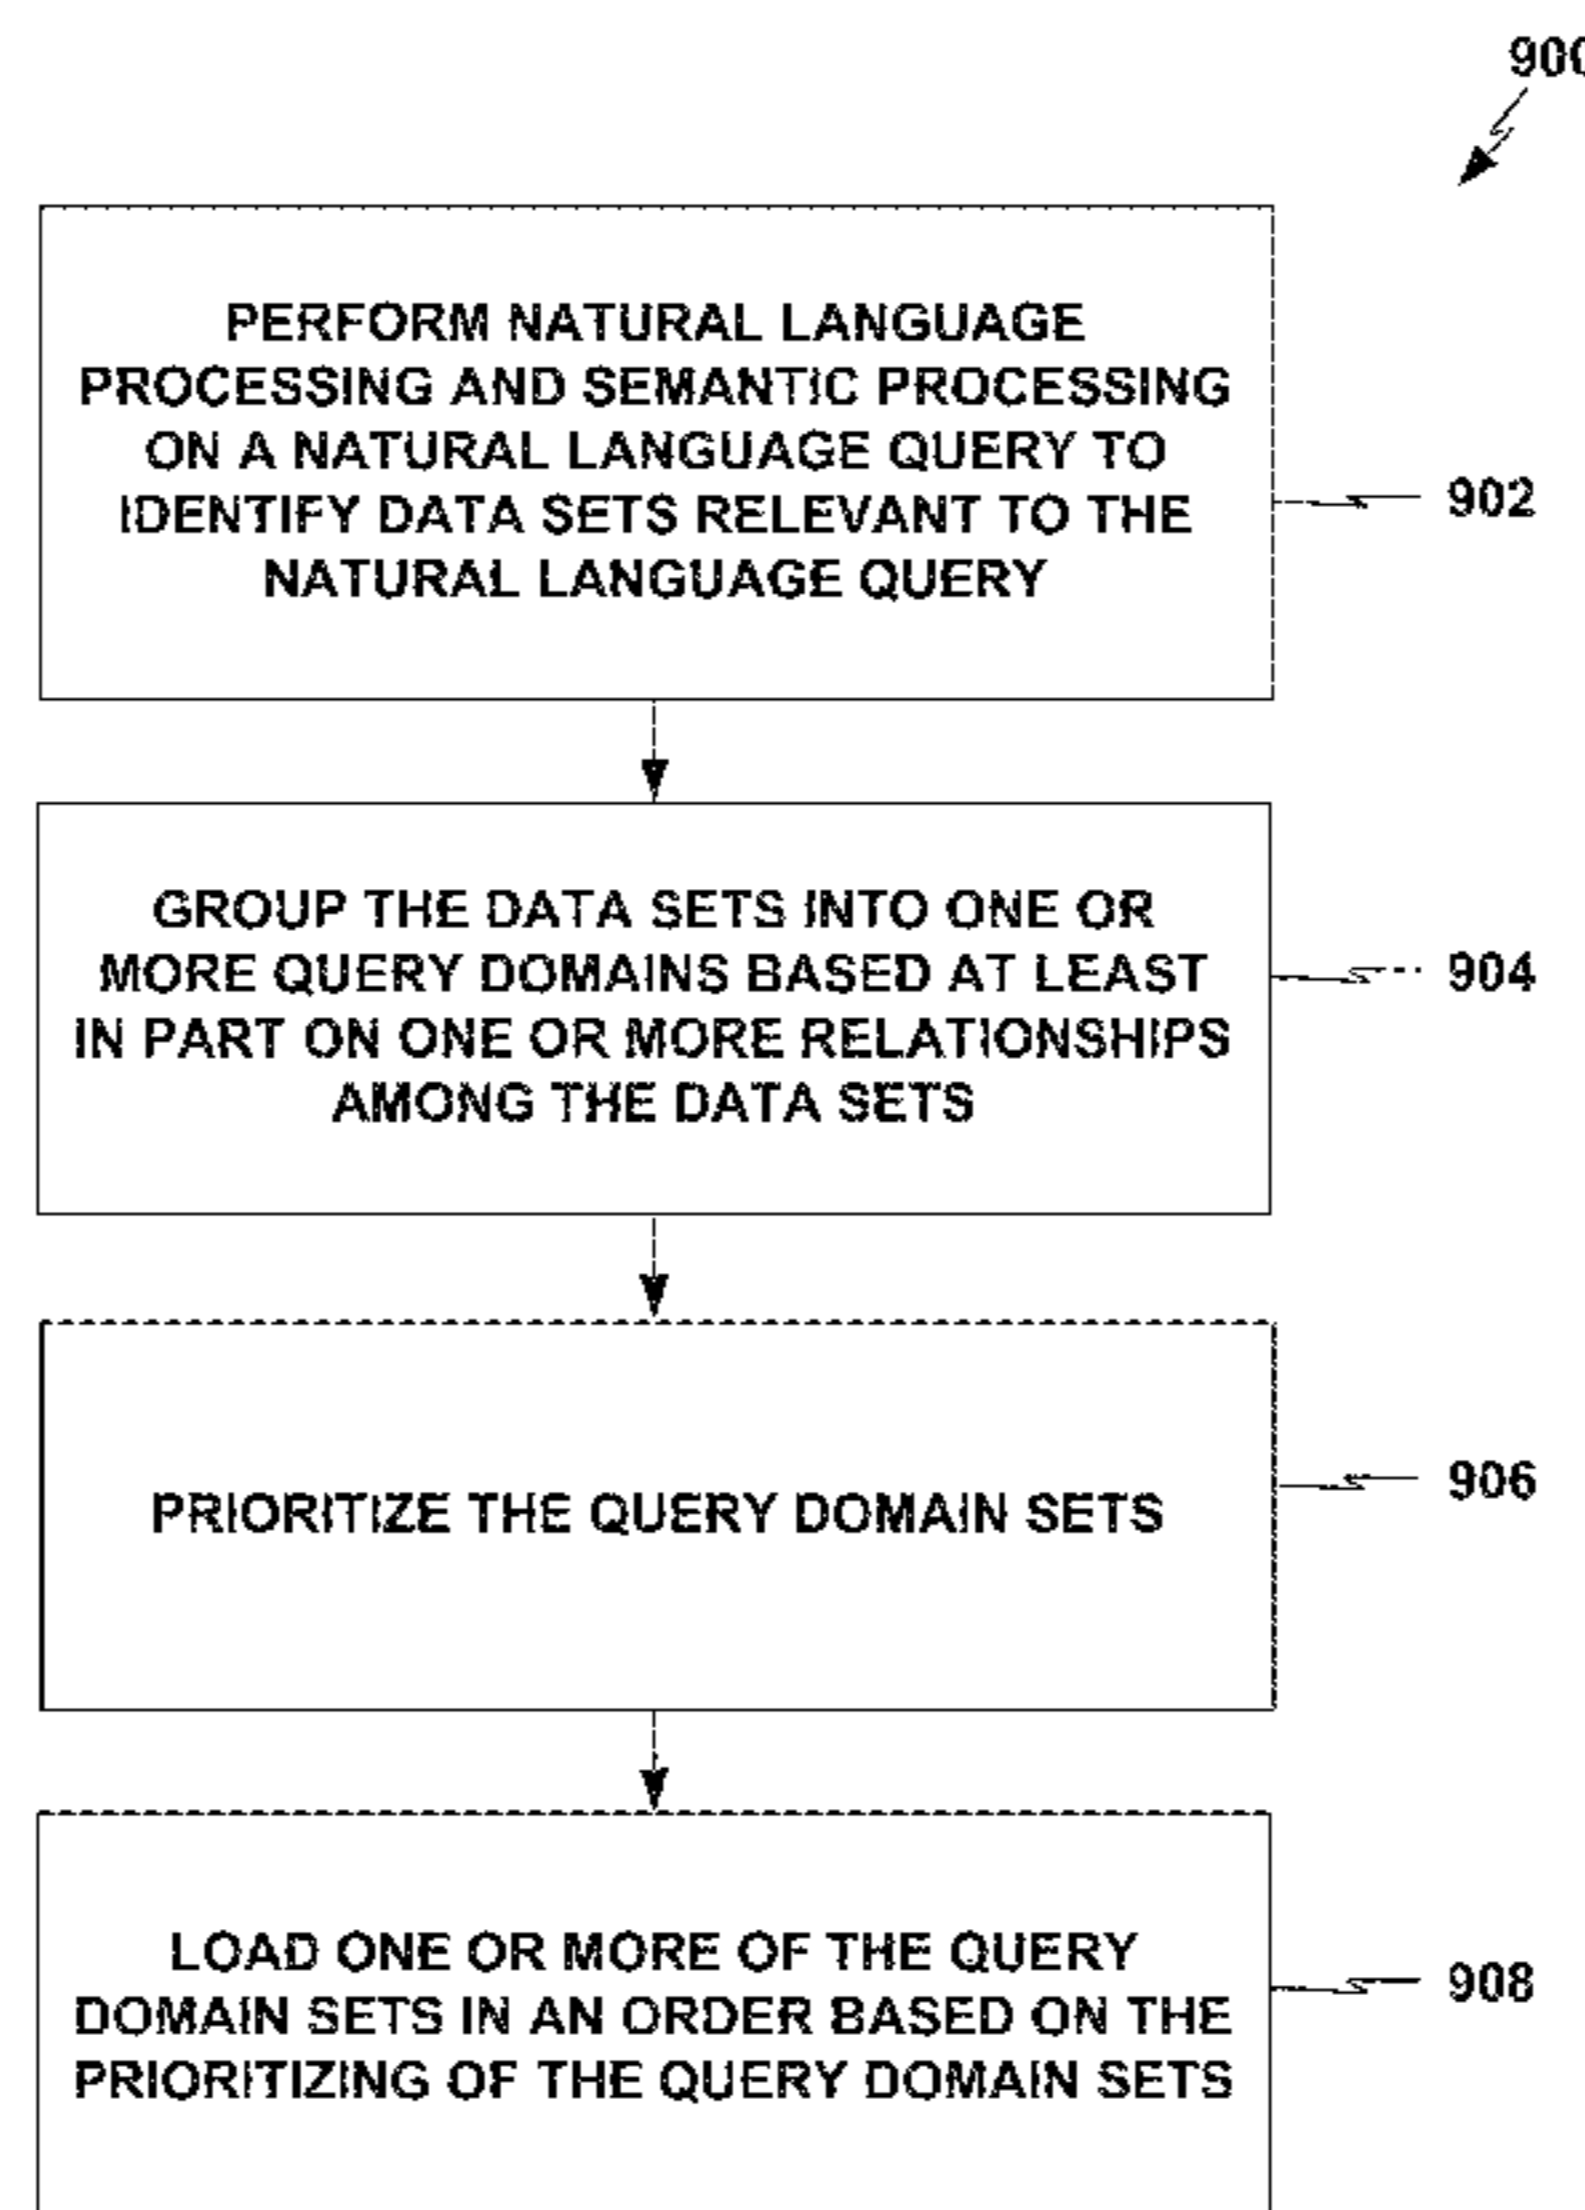 900
PERFORM NATURAL LANGUAGE
PROCESSING AND SEMANTIC PROCESSING
ON A NATURAL LANGUAGE QUERY TO
IDENTIFY DATA SETS RELEVANT TO THE
NATURAL LANGUAGE QUERY
902
GROUP THE DATA SETS INTO ONE OR
MORE QUERY DOMAINS BASED AT LEAST
IN PART ON ONE OR MORE RELATIONSHIPS
AMONG THE DATA SETS
904
PRIORITIZE THE QUERY DOMAIN SETS
906
LOAD ONE OR MORE OF THE QUERY
DOMAIN SETS IN AN ORDER BASED ON THE
PRIORITIZING OF THE QUERY DOMAIN SETS
908